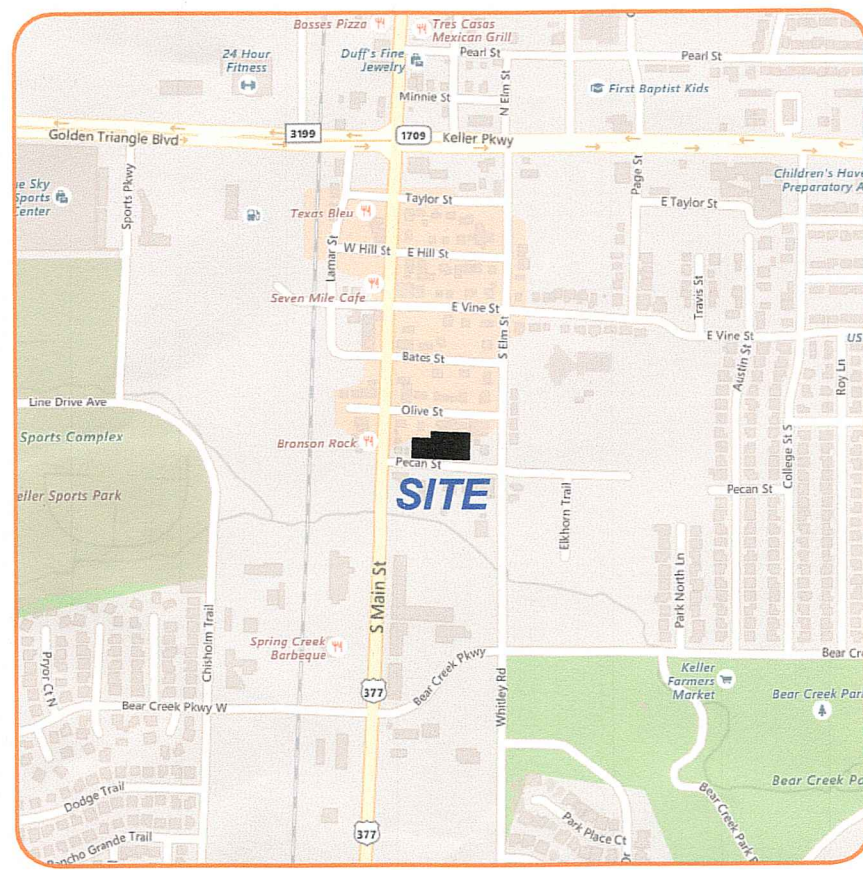 Bosses Pizza
Tres Casas
Mexican Grill
24 Hour
Fitness
Duff's Fine
Jewelry
Pearl St
Pearl St
N Elm St
First Baptist Kids
Minnie St
Golden Triangle Blvd
3199
1709
Keller Pkwy
Sports Pkwy
Sports
Center
Texas Bleu
Taylor St
Page St
E Taylor St
Children's Have
Preparatory A
Lamar St
W Hill St
E Hill St
Seven Mile Cafe
E Vine St
Travis St
S Elm St
E Vine St
US
Bates St
Austin St
Roy Ln
Line Drive Ave
Olive St
Sports Complex
Bronson Rock
Pecan St
College St S
eller Sports Park
SITE
Elkhorn Trail
Pecan St
S Main St
Park North Ln
Chisholm Trail
Spring Creek
Barbeque
Bear Creek Pkwy
Bear Cre
Pryor Ct N
377
Whitley Rd
Keller
Farmers
Market
Bear Creek Park
Bear Creek Pkwy W
Dodge Trail
Bear Creek Pa
Bear Creek Park
Park Place Ct
Dr
377
ancho Grande Trail